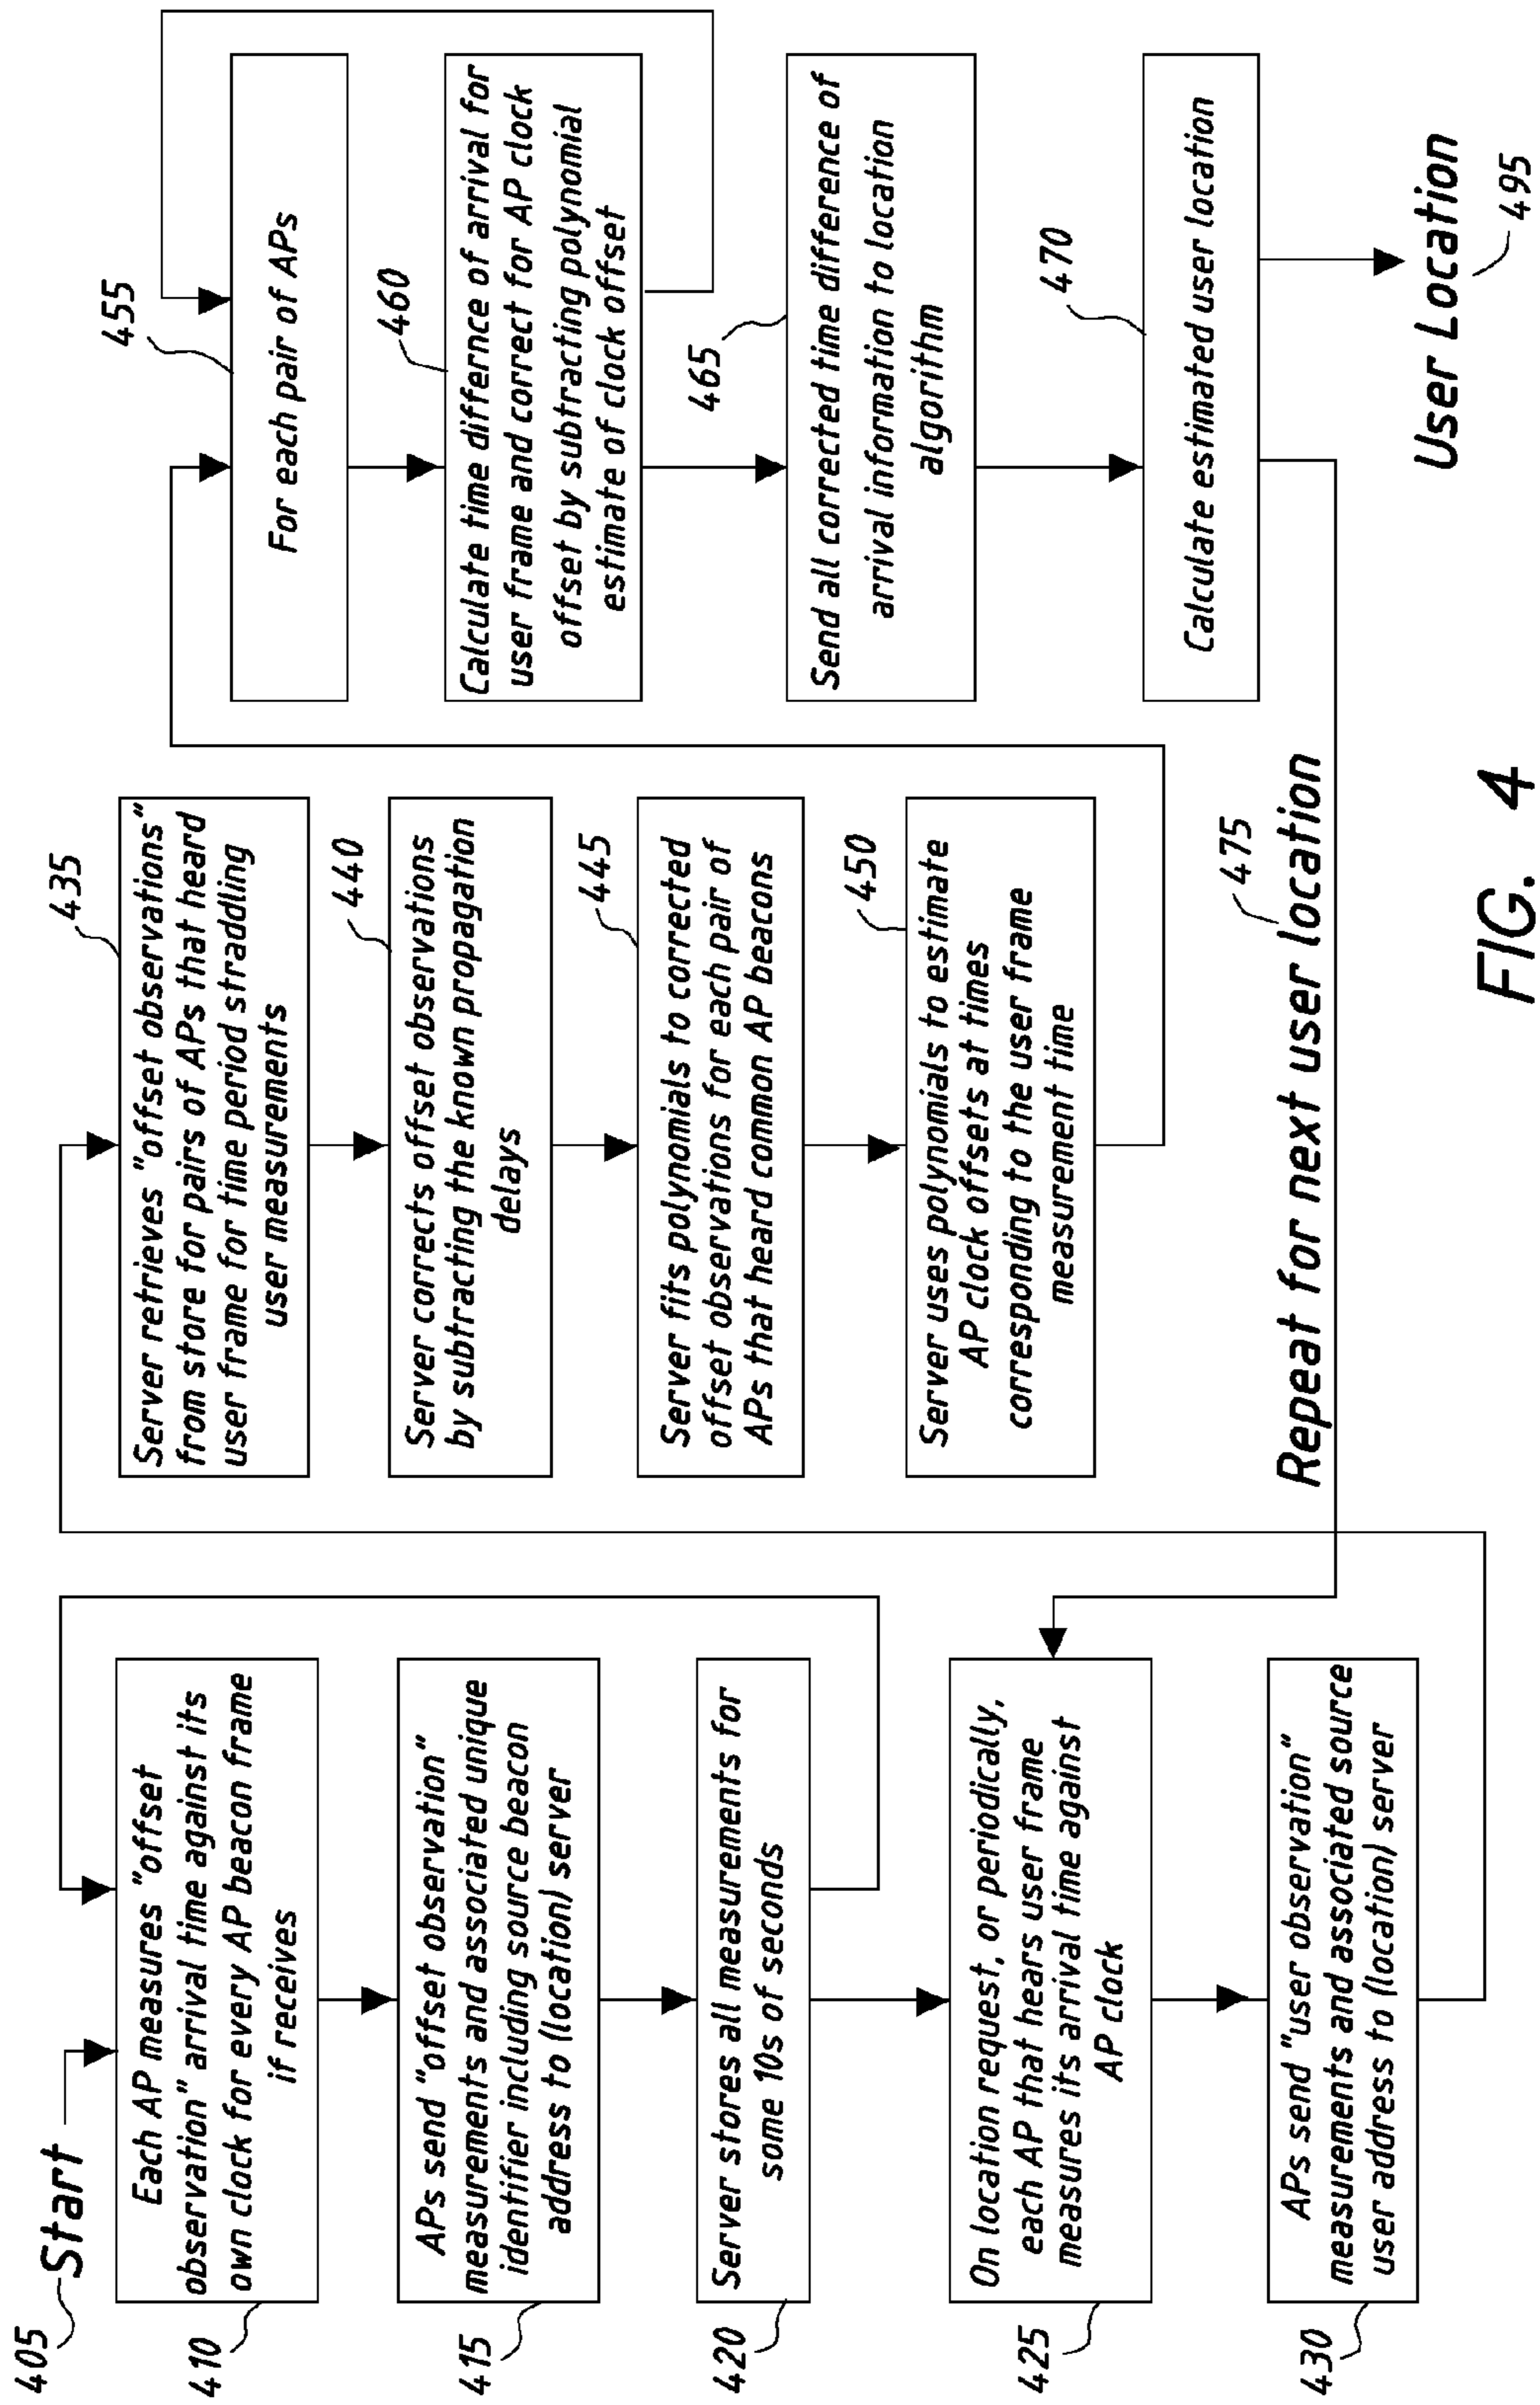 405
Start
410
Each AP measures "offset
observation" arrival time against its
own clock for every AP beacon frame
if receives
415
APs send "offset observation"
measurements and associated unique
identifier including source beacon
address to (location) server
420
Server stores all measurements for
some 10s of seconds
425
On location request, or periodically,
each AP that hears user frame
measures its arrival time against
AP clock
430
APs send "user observation"
measurements and associated source
user address to (location) server
435
Server retrieves "offset observations"
from store for pairs of APs that heard
user frame for time period straddling
user measurements
440
Server corrects offset observations
by subtracting the known propagation
delays
445
Server fits polynomials to corrected
offset observations for each pair of
APs that heard common AP beacons
450
Server uses polynomials to estimate
AP clock offsets at times
corresponding to the user frame
measurement time
475
Repeat for next user location
455
For each pair of APs
460
Calculate time differnce of arrival for
user frame and correct for AP clock
offset by subtracting polynomial
estimate of clock offset
465
Send all corrected time difference of
arrival information to location
algorithm
470
Calculate estimated user location
User Location
495
FIG. 4